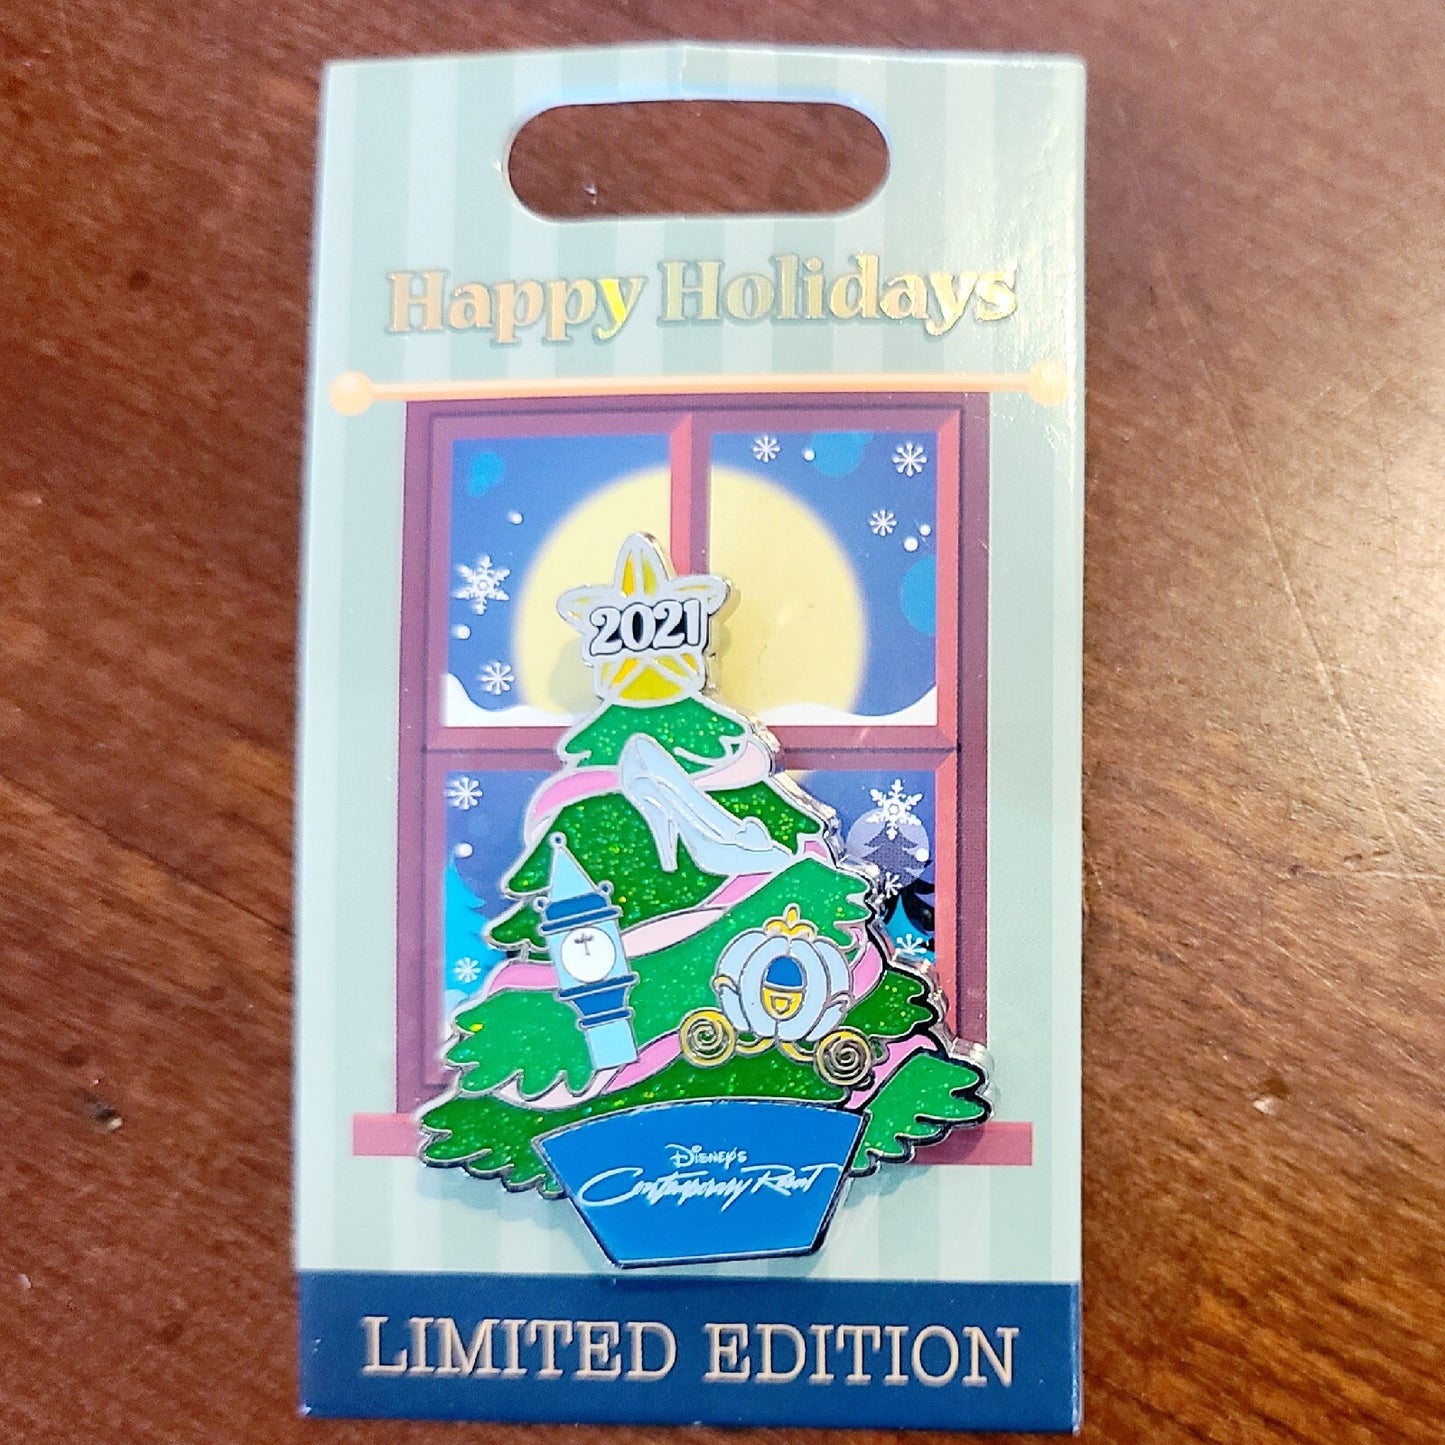 Happy Holidays
2021
Disney's
Contemporary Resort
LIMITED EDITION